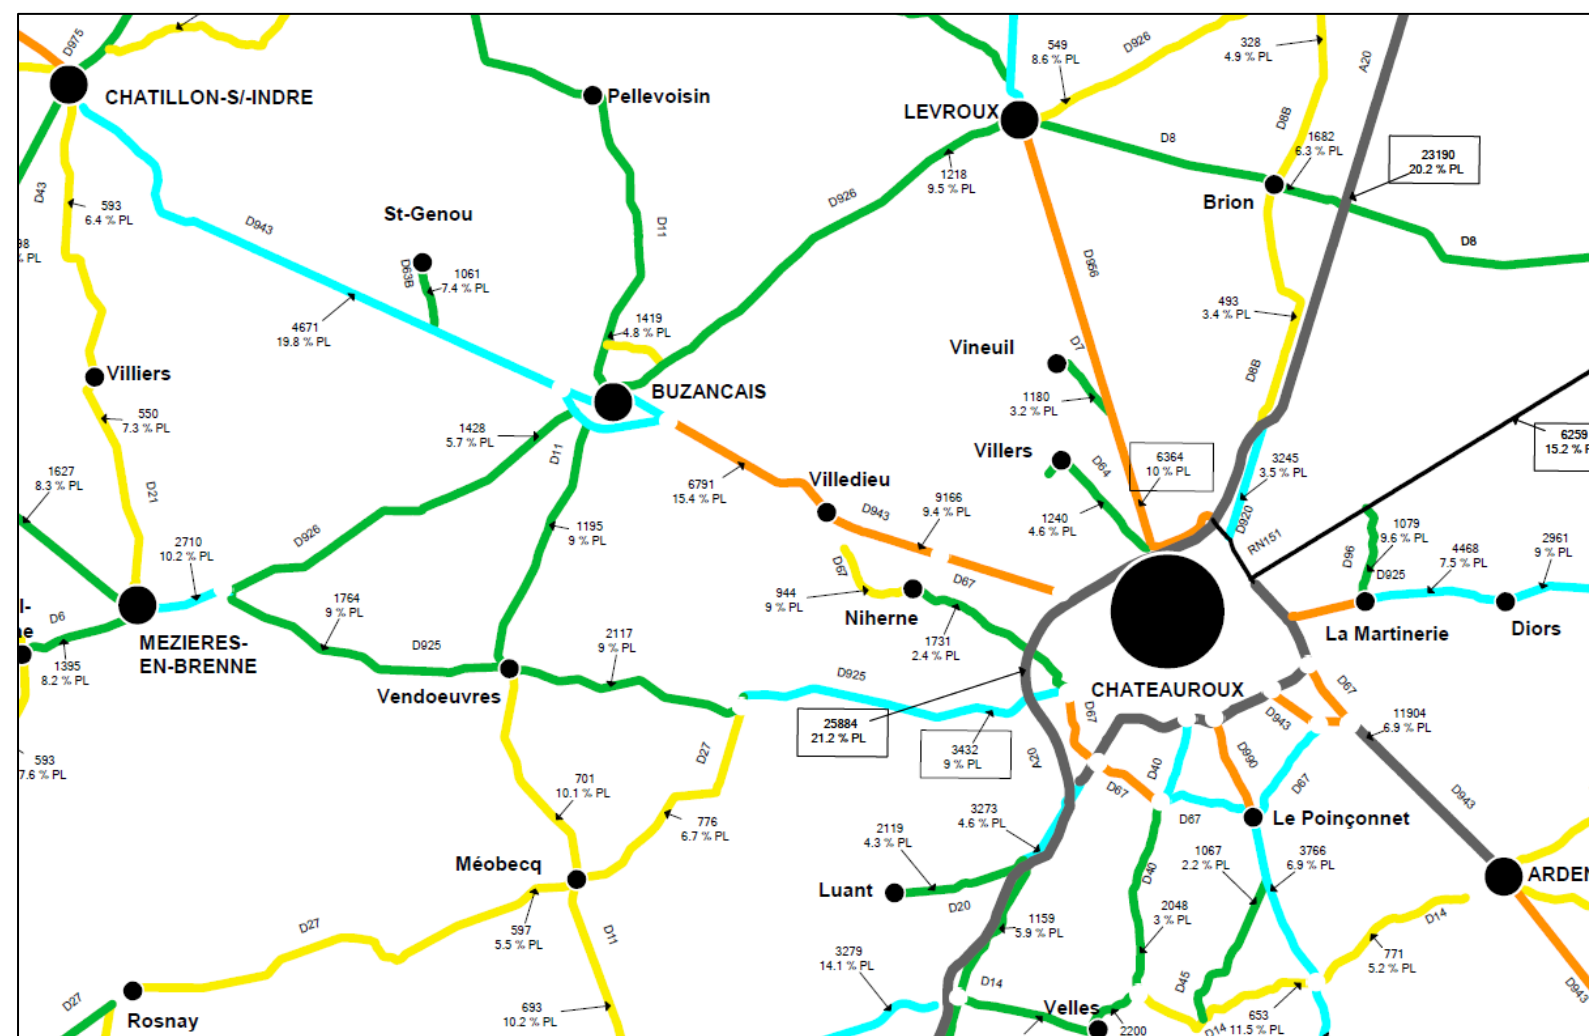 D975
549
8.6 % PL
D926
328
4.9 % PL
A20
CHATILLON-S/-INDRE
Pellevoisin
LEVROUX
D8B
D8
1682
6.3 % PL
23190
20.2 % PL
1218
9.5 % PL
D43
593
6.4 % PL
St-Genou
D943
D926
D11
Brion
D8
98
% PL
D63B
1061
7.4 % PL
D956
493
3.4 % PL
4671
19.8 % PL
1419
4.8 % PL
Vineuil
D7
D8B
Villiers
BUZANCAIS
1180
3.2 % PL
550
7.3 % PL
1428
5.7 % PL
D11
Villers
D64
6364
10 % PL
3245
3.5 % PL
6259
15.2 % P
1627
8.3 % PL
D21
6791
15.4 % PL
Villedieu
D943
9166
9.4 % PL
D926
1195
9 % PL
1240
4.6 % PL
D920
RN151
1079
9.6 % PL
4468
7.5 % PL
2961
9 % PL
2710
10.2 % PL
D67
D67
D96
D925
1764
9 % PL
944
9 % PL
Niherne
La Martinerie
Diors
D6
MEZIERES-
EN-BRENNE
1395
8.2 % PL
D925
2117
9 % PL
1731
2.4 % PL
Vendoeuvres
D925
CHATEAUROUX
D67
25884
21.2 % PL
3432
9 % PL
D67
A20
D943
11904
6.9 % PL
593
7.6 % PL
701
10.1 % PL
D27
D40
D990
D67
D67
D943
776
6.7 % PL
3273
4.6 % PL
D67
Le Poinçonnet
2119
4.3 % PL
1067
2.2 % PL
3766
6.9 % PL
Méobecq
Luant
D20
D40
ARDEN
D27
597
5.5 % PL
D11
1159
5.9 % PL
2048
3 % PL
D14
771
5.2 % PL
3279
14.1 % PL
D14
D45
D943
D27
Rosnay
693
10.2 % PL
Velles
2200
D14
653
11.5 % PL